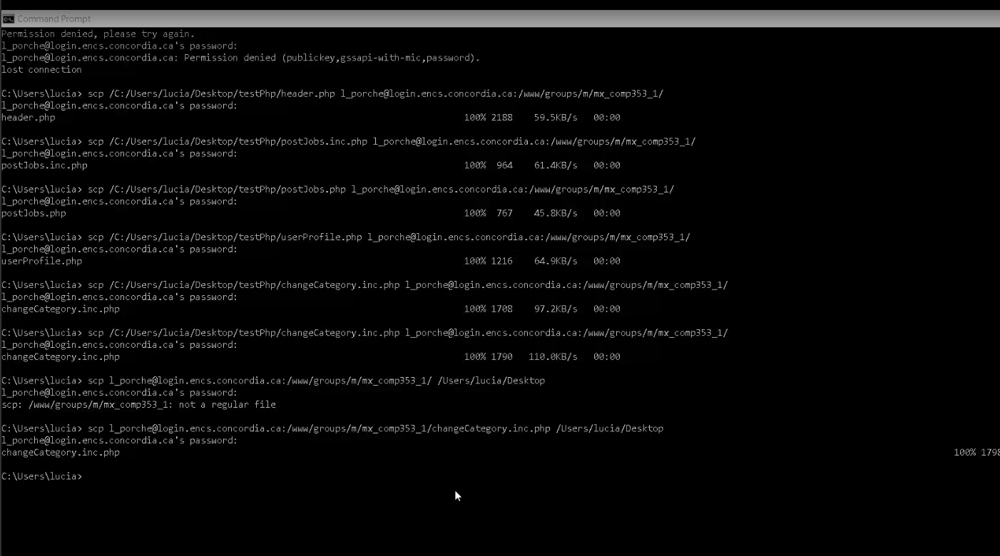 Command Prompt
Permission denied, please try again.
l_porche@login.encs.concordia.ca's password:
l_porche@login.encs.concordia.ca: Permission denied (publickey,gssapi-with-mic,password).
lost connection
C:\Users\lucia> scp /C:/Users/lucia/Desktop/testPhp/header.php l_porche@login.encs.concordia.ca:/www/groups/m/mx_comp353_1/
l_porche@login.encs.concordia.ca's password:
header.php 100% 2188 59.5KB/s 00:00
C:\Users\lucia> scp /C:/Users/lucia/Desktop/testPhp/postJobs.inc.php l_porche@login.encs.concordia.ca:/www/groups/m/mx_comp353_1/
l_porche@login.encs.concordia.ca's password:
postJobs.inc.php 100% 964 61.4KB/s 00:00
C:\Users\lucia> scp /C:/Users/lucia/Desktop/testPhp/postJobs.php l_porche@login.encs.concordia.ca:/www/groups/m/mx_comp353_1/
l_porche@login.encs.concordia.ca's password:
postJobs.php 100% 767 45.8KB/s 00:00
C:\Users\lucia> scp /C:/Users/lucia/Desktop/testPhp/userProfile.php l_porche@login.encs.concordia.ca:/www/groups/m/mx_comp353_1/
l_porche@login.encs.concordia.ca's password:
userProfile.php 100% 1216 64.9KB/s 00:00
C:\Users\lucia> scp /C:/Users/lucia/Desktop/testPhp/changeCategory.inc.php l_porche@login.encs.concordia.ca:/www/groups/m/mx_comp353_1/
l_porche@login.encs.concordia.ca's password:
changeCategory.inc.php 100% 1708 97.2KB/s 00:00
C:\Users\lucia> scp /C:/Users/lucia/Desktop/testPhp/changeCategory.inc.php l_porche@login.encs.concordia.ca:/www/groups/m/mx_comp353_1/
l_porche@login.encs.concordia.ca's password:
changeCategory.inc.php 100% 1790 110.0KB/s 00:00
C:\Users\lucia> scp l_porche@login.encs.concordia.ca:/www/groups/m/mx_comp353_1/ /Users/lucia/Desktop
l_porche@login.encs.concordia.ca's password:
scp: /www/groups/m/mx_comp353_1: not a regular file
C:\Users\lucia> scp l_porche@login.encs.concordia.ca:/www/groups/m/mx_comp353_1/changeCategory.inc.php /Users/lucia/Desktop
l_porche@login.encs.concordia.ca's password:
changeCategory.inc.php 100% 1798
C:\Users\lucia>